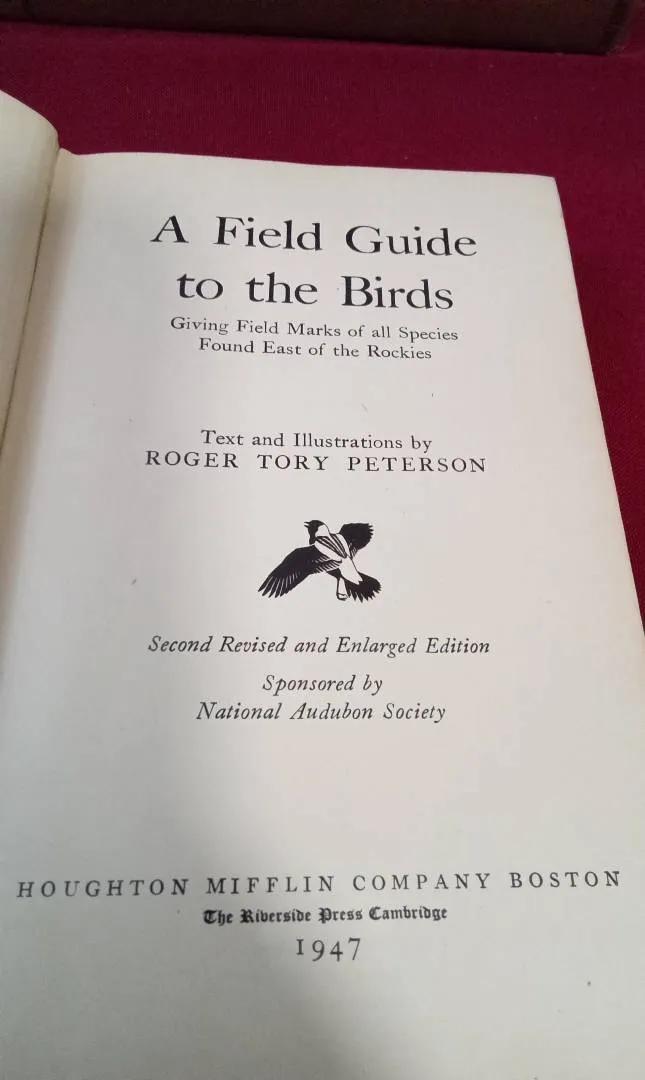 A Field Guide
to the Birds
Giving Field Marks of all Species
Found East of the Rockies
Text and Illustrations by
ROGER TORY PETERSON
Second Revised and Enlarged Edition
Sponsored by
National Audubon Society
HOUGHTON MIFFLIN COMPANY BOSTON
The Riverside Press Cambridge
1947